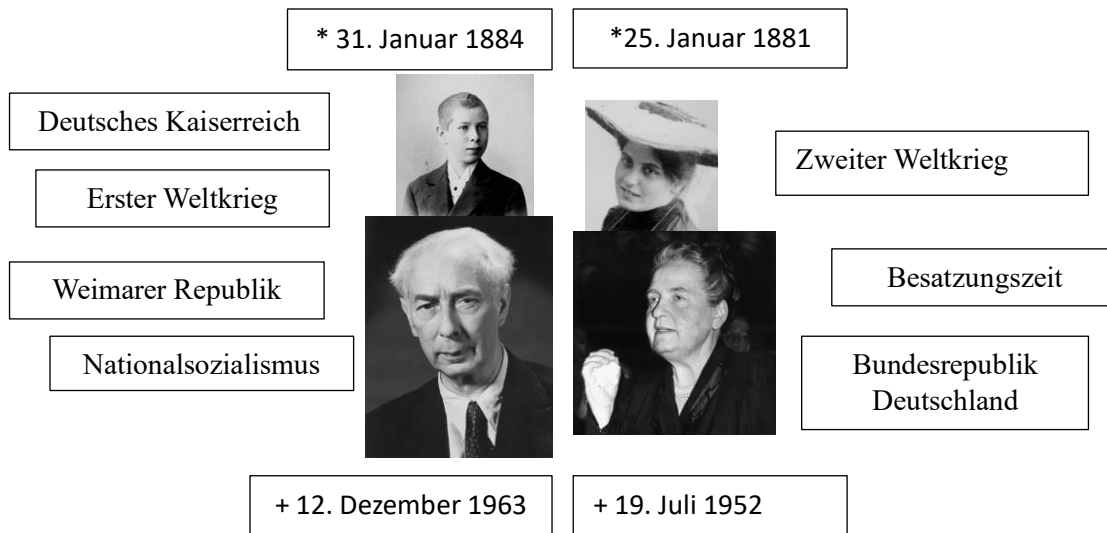 * 31. Januar 1884
*25. Januar 1881
Deutsches Kaiserreich
Erster Weltkrieg
Weimarer Republik
Nationalsozialismus
Zweiter Weltkrieg
Besatzungszeit
Bundesrepublik
Deutschland
+ 12. Dezember 1963
+ 19. Juli 1952